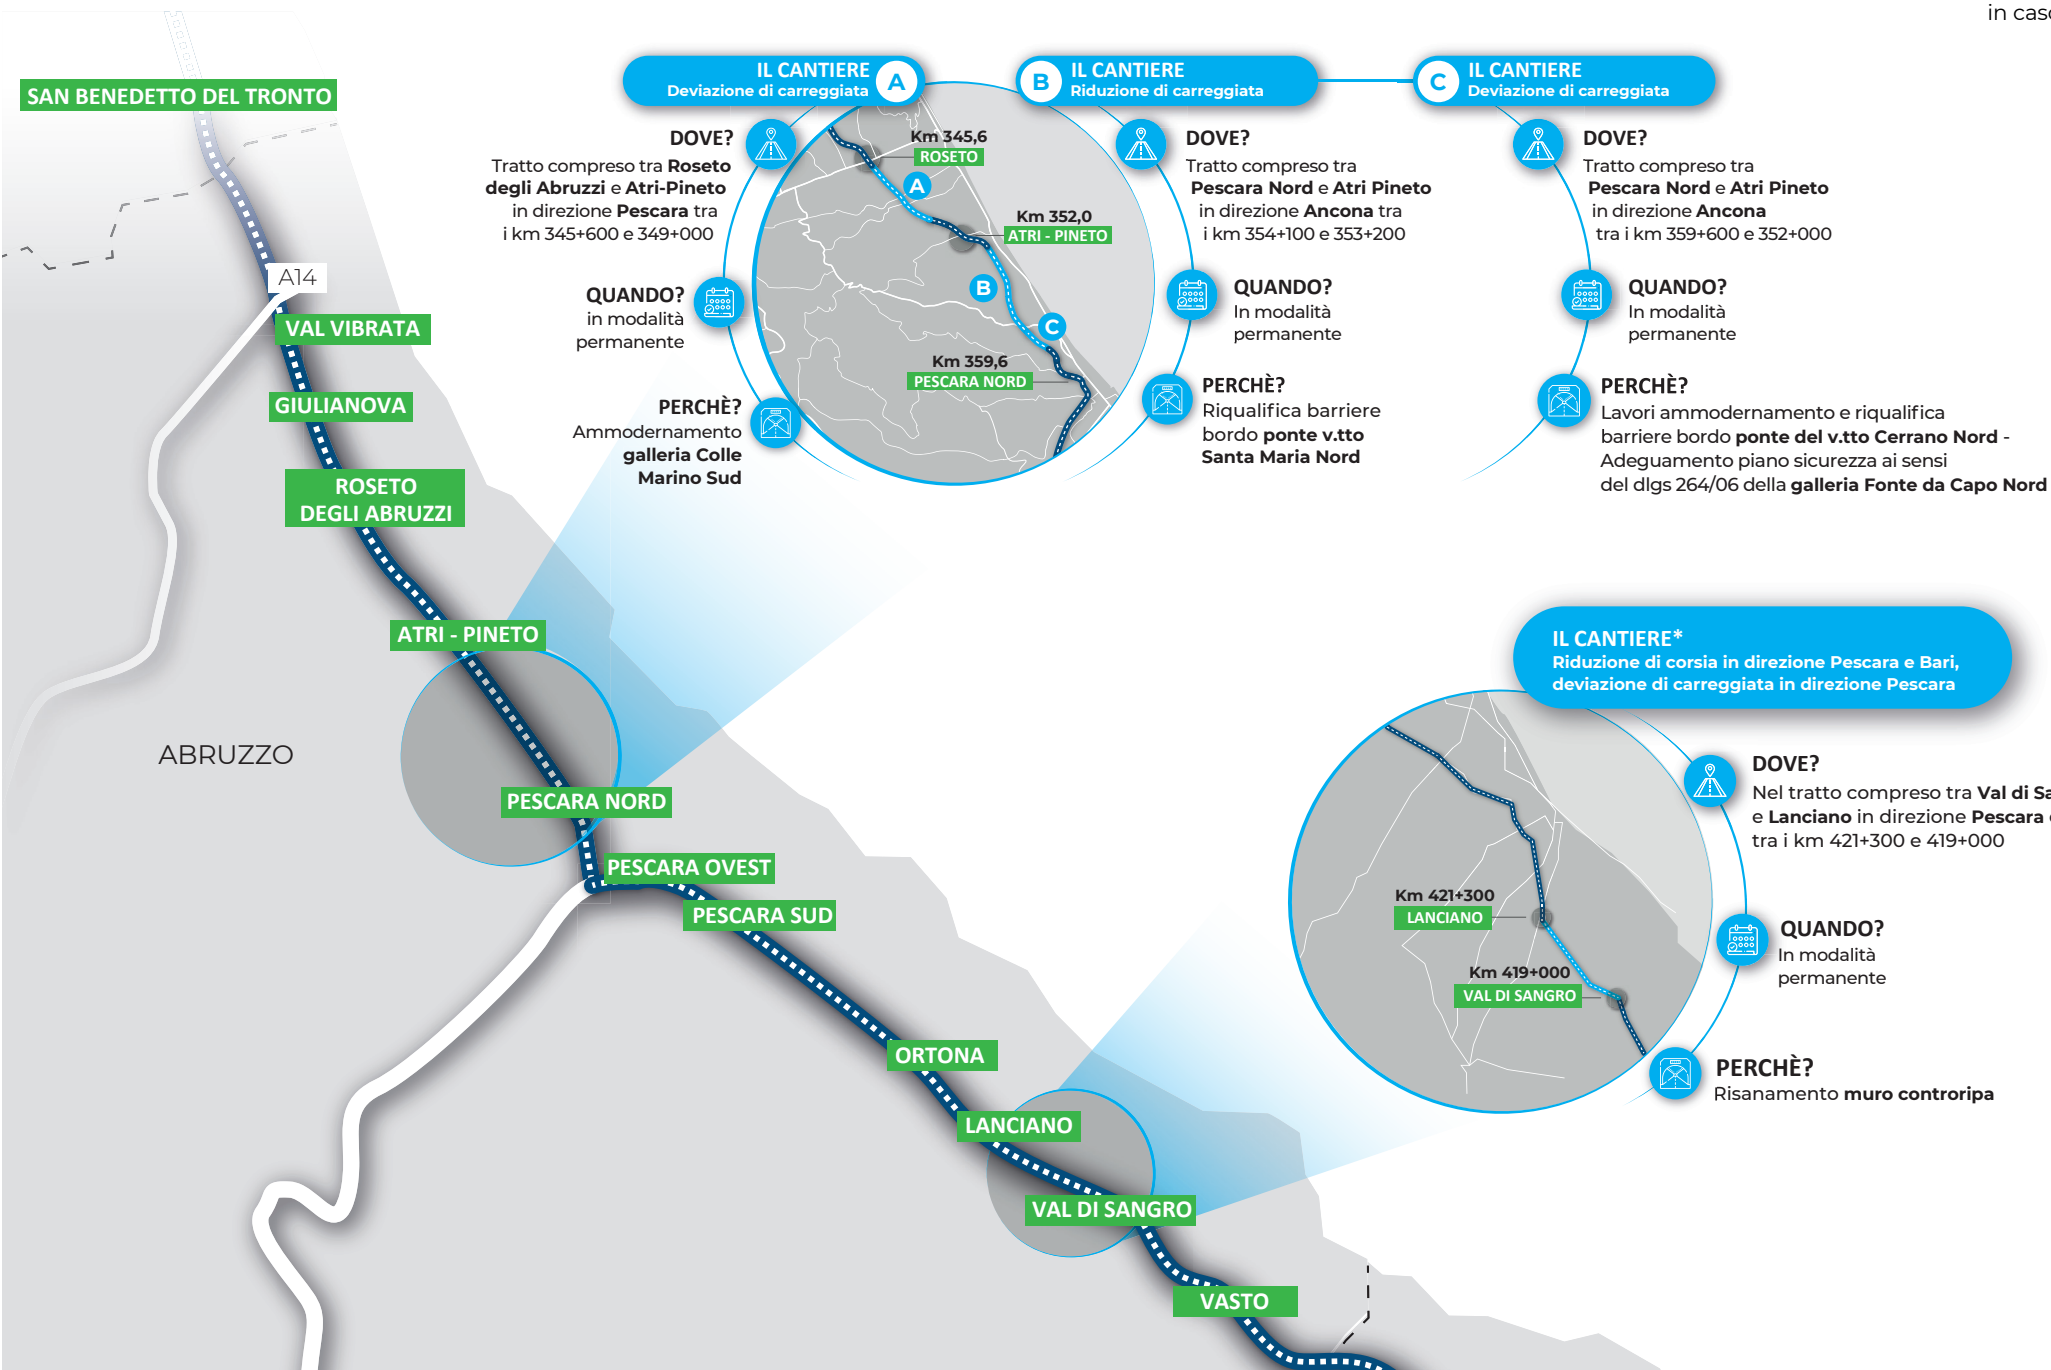 in caso
SAN BENEDETTO DEL TRONTO
A14
VAL VIBRATA
GIULIANOVA
ROSETO
DEGLI ABRUZZI
ATRI - PINETO
ABRUZZO
PESCARA NORD
PESCARA OVEST
PESCARA SUD
ORTONA
LANCIANO
VAL DI SANGRO
VASTO
IL CANTIERE
Deviazione di carreggiata
A
DOVE?
Tratto compreso tra Roseto
degli Abruzzi e Atri-Pineto
in direzione Pescara tra
i km 345+600 e 349+000
QUANDO?
in modalità
permanente
PERCHÈ?
Ammodernamento
galleria Colle
Marino Sud
Km 345,6
ROSETO
A
Km 352,0
ATRI - PINETO
B
C
Km 359,6
PESCARA NORD
B
IL CANTIERE
Riduzione di carreggiata
DOVE?
Tratto compreso tra
Pescara Nord e Atri Pineto
in direzione Ancona tra
i km 354+100 e 353+200
QUANDO?
In modalità
permanente
PERCHÈ?
Riqualifica barriere
bordo ponte v.tto
Santa Maria Nord
C
IL CANTIERE
Deviazione di carreggiata
DOVE?
Tratto compreso tra
Pescara Nord e Atri Pineto
in direzione Ancona
tra i km 359+600 e 352+000
QUANDO?
In modalità
permanente
PERCHÈ?
Lavori ammodernamento e riqualifica
barriere bordo ponte del v.tto Cerrano Nord -
Adeguamento piano sicurezza ai sensi
del dlgs 264/06 della galleria Fonte da Capo Nord
IL CANTIERE*
Riduzione di corsia in direzione Pescara e Bari,
deviazione di carreggiata in direzione Pescara
DOVE?
Nel tratto compreso tra Val di Sa
e Lanciano in direzione Pescara
tra i km 421+300 e 419+000
QUANDO?
In modalità
permanente
PERCHÈ?
Risanamento muro controripa
Km 421+300
LANCIANO
Km 419+000
VAL DI SANGRO